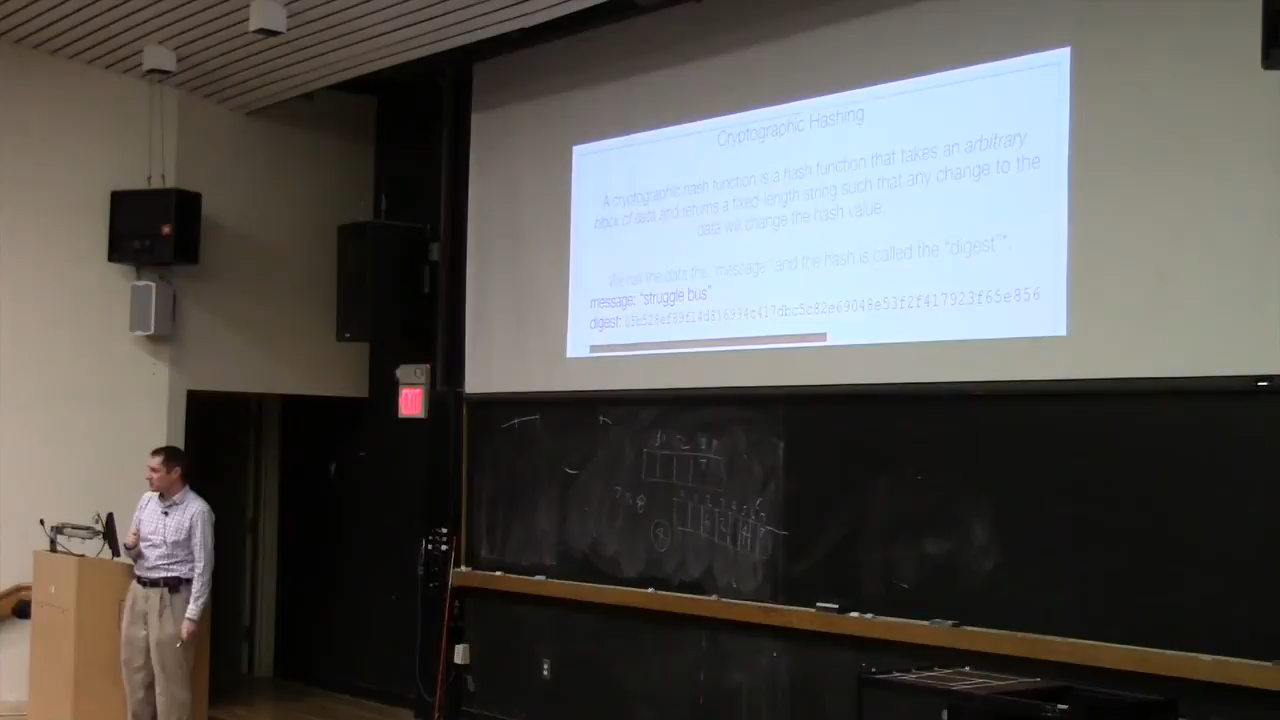 Cryptographic Hashing
A cryptographic hash function is a hash function that takes an arbitrary
block of data and returns a fixed-length string such that any change to the
data will change the hash value.
We call the data the "message" and the hash is called the "digest".
message: "struggle bus"
digest:
EXIT